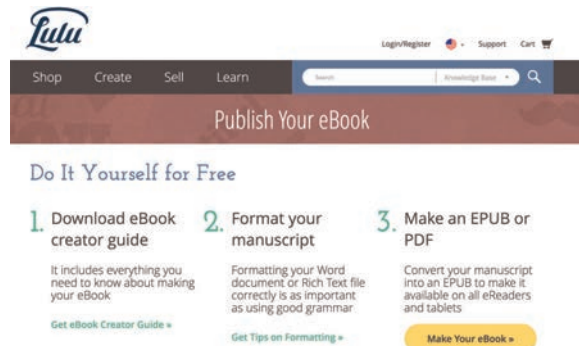 Lulu
Login/Register Support Cart
Shop Create Sell Learn Search Knowledge Base
Publish Your eBook
Do It Yourself for Free
1. Download eBook
creator guide
It includes everything you
need to know about making
your eBook
Get eBook Creator Guide »
2. Format your
manuscript
Formatting your Word
document or Rich Text file
correctly is as important
as using good grammar
Get Tips on Formatting »
3. Make an EPUB or
PDF
Convert your manuscript
into an EPUB to make it
available on all eReaders
and tablets
Make Your eBook »